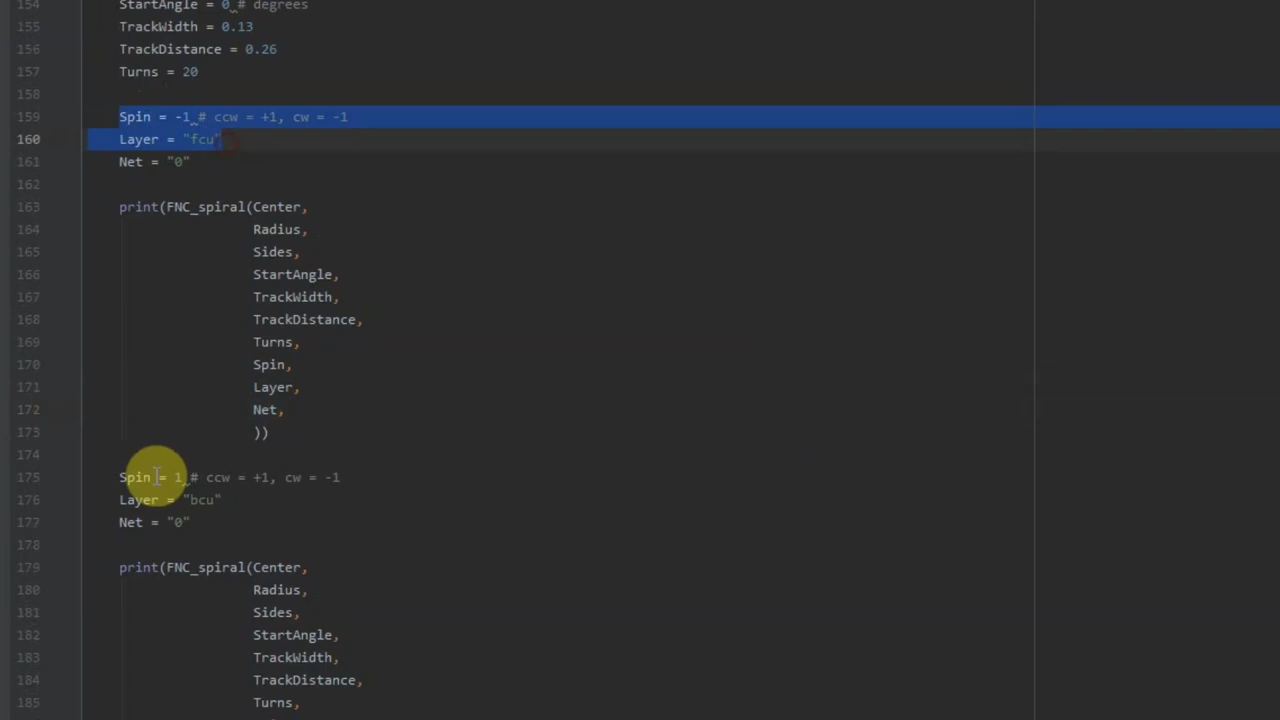 154 StartAngle = 0 # degrees
155 TrackWidth = 0.13
156 TrackDistance = 0.26
157 Turns = 20
158
159 Spin = -1 # ccw = +1, cw = -1
160 Layer = "fcu"
161 Net = "0"
162
163 print(FNC_spiral(Center,
164 Radius,
165 Sides,
166 StartAngle,
167 TrackWidth,
168 TrackDistance,
169 Turns,
170 Spin,
171 Layer,
172 Net,
173 ))
174
175 Spin = 1 # ccw = +1, cw = -1
176 Layer = "bcu"
177 Net = "0"
178
179 print(FNC_spiral(Center,
180 Radius,
181 Sides,
182 StartAngle,
183 TrackWidth,
184 TrackDistance,
185 Turns,